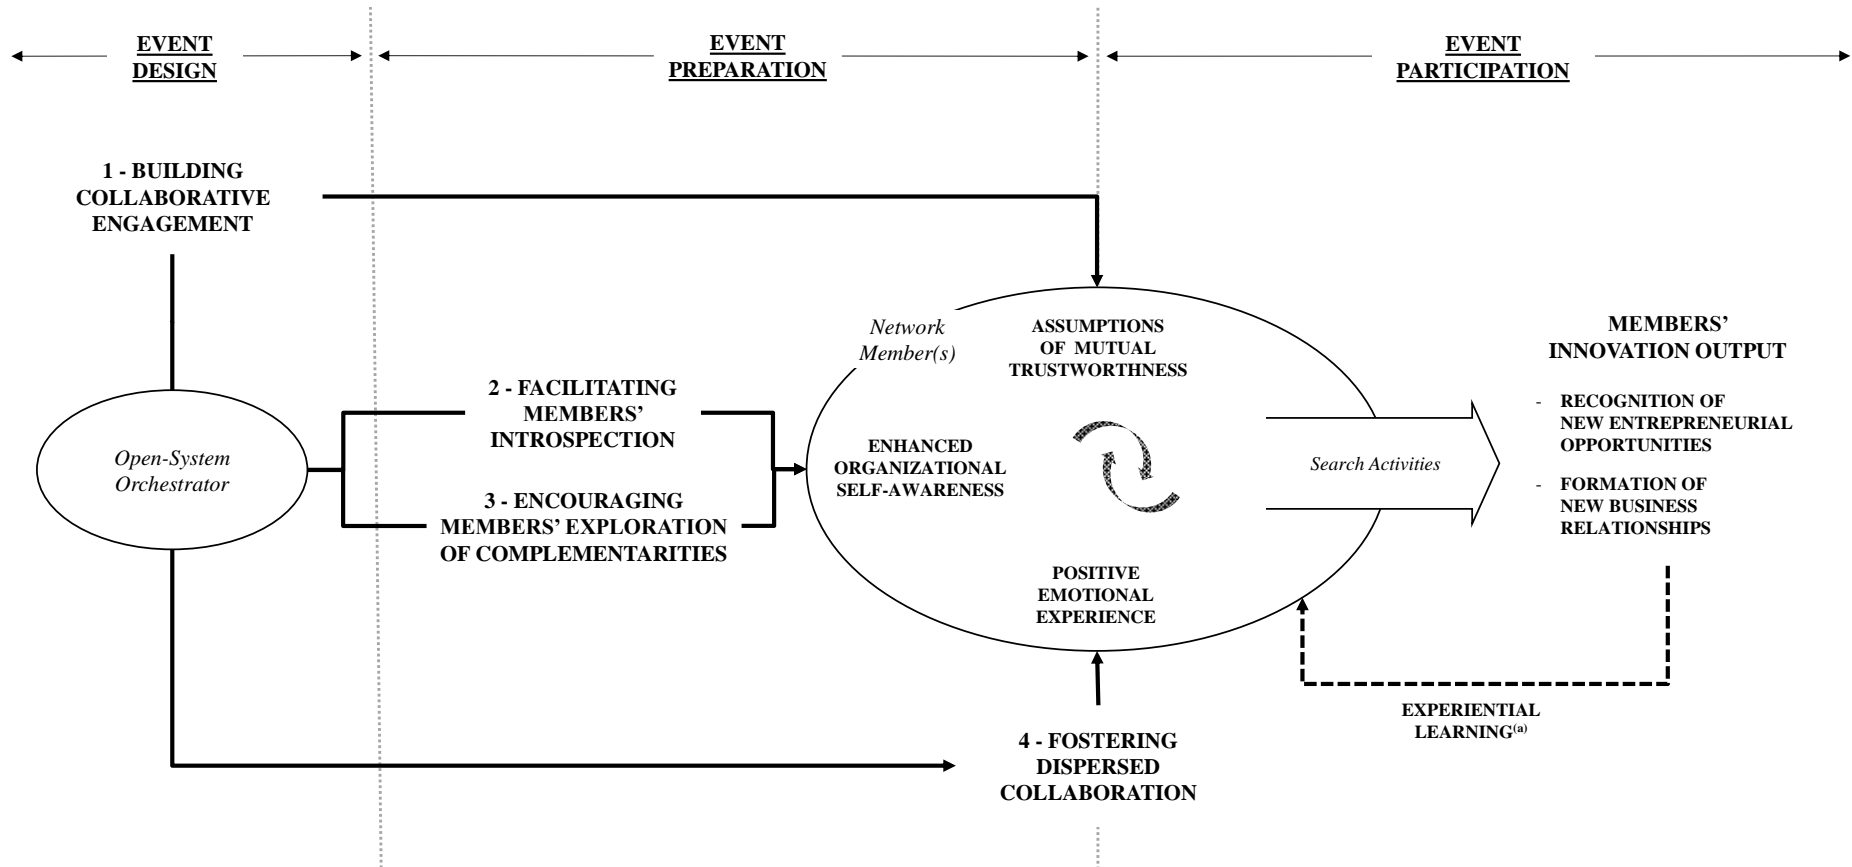 EVENT
DESIGN
EVENT
PREPARATION
EVENT
PARTICIPATION
1 - BUILDING
COLLABORATIVE
ENGAGEMENT
Open-System
Orchestrator
2 - FACILITATING
MEMBERS’
INTROSPECTION
3 - ENCOURAGING
MEMBERS’ EXPLORATION
OF COMPLEMENTARITIES
Network
Member(s)
ASSUMPTIONS
OF MUTUAL
TRUSTWORTHNESS
ENHANCED
ORGANIZATIONAL
SELF-AWARENESS
POSITIVE
EMOTIONAL
EXPERIENCE
4 - FOSTERING
DISPERSED
COLLABORATION
Search Activities
MEMBERS’
INNOVATION OUTPUT
- RECOGNITION OF
NEW ENTREPRENEURIAL
OPPORTUNITIES
- FORMATION OF
NEW BUSINESS
RELATIONSHIPS
EXPERIENTIAL
LEARNING(a)